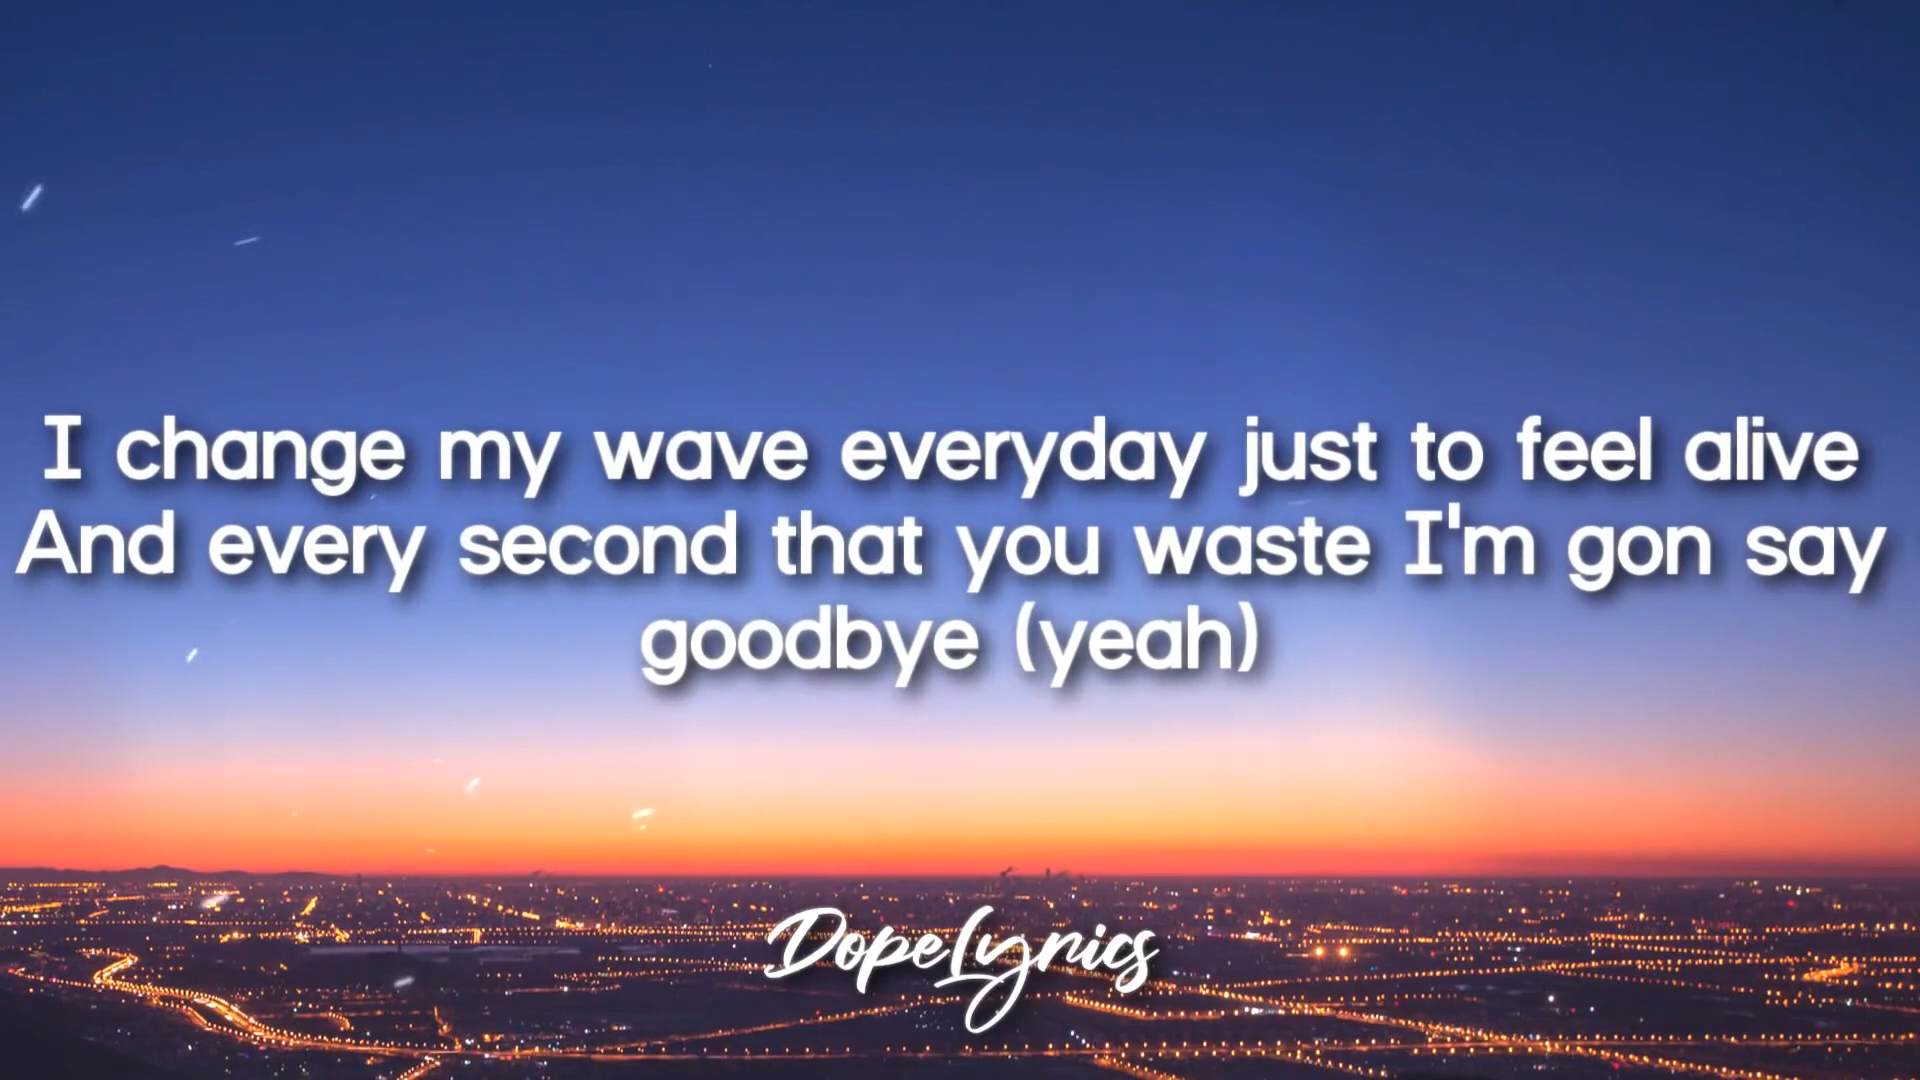 I change my wave everyday just to feel alive
And every second that you waste I'm gon say
goodbye (yeah)
DopeLyrics